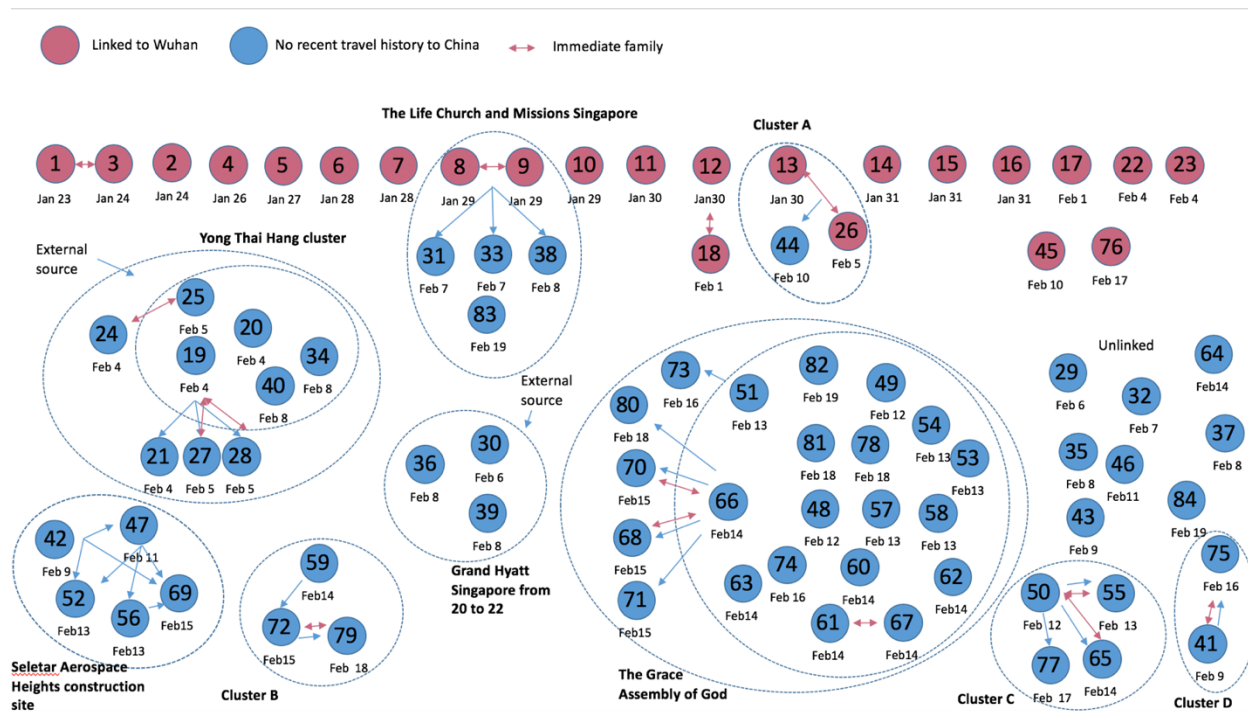 Linked to Wuhan
No recent travel history to China
Immediate family
The Life Church and Missions Singapore
Cluster A
1
3
2
4
5
6
7
8
9
10
11
12
13
14
15
16
17
22
23
Jan 23
Jan 24
Jan 24
Jan 26
Jan 27
Jan 28
Jan 28
Jan 29
Jan 29
Jan 29
Jan 30
Jan30
Jan 30
Jan 31
Jan 31
Jan 31
Feb 1
Feb 4
Feb 4
Yong Thai Hang cluster
External
source
31
33
38
Feb 7
Feb 7
Feb 8
83
Feb 19
18
Feb 1
44
Feb 10
26
Feb 5
45
Feb 10
76
Feb 17
25
Feb 5
24
Feb 4
20
Feb 4
19
Feb 4
34
Feb 8
40
Feb 8
21
27
28
Feb 4
Feb 5
Feb 5
External
source
30
Feb 6
36
Feb 8
39
Feb 8
Grand Hyatt
Singapore from
20 to 22
73
Feb 16
51
Feb 13
82
Feb 19
49
Feb 12
80
Feb 18
54
Feb 13
81
Feb 18
78
Feb 18
53
Feb13
70
Feb15
66
Feb14
48
Feb 12
57
Feb 13
58
Feb 13
68
Feb15
63
Feb14
74
Feb 16
60
Feb14
62
Feb14
71
Feb15
61
Feb14
67
Feb14
The Grace
Assembly of God
Unlinked
64
Feb14
29
Feb 6
32
Feb 7
37
Feb 8
35
Feb 8
46
Feb11
43
Feb 9
84
Feb 19
42
Feb 9
47
Feb 11
52
Feb13
56
Feb13
69
Feb15
Seletar Aerospace
Heights construction
site
59
Feb14
72
Feb15
79
Feb 18
Cluster B
50
Feb 12
55
Feb 13
77
Feb 17
65
Feb14
Cluster C
75
Feb 16
41
Feb 9
Cluster D